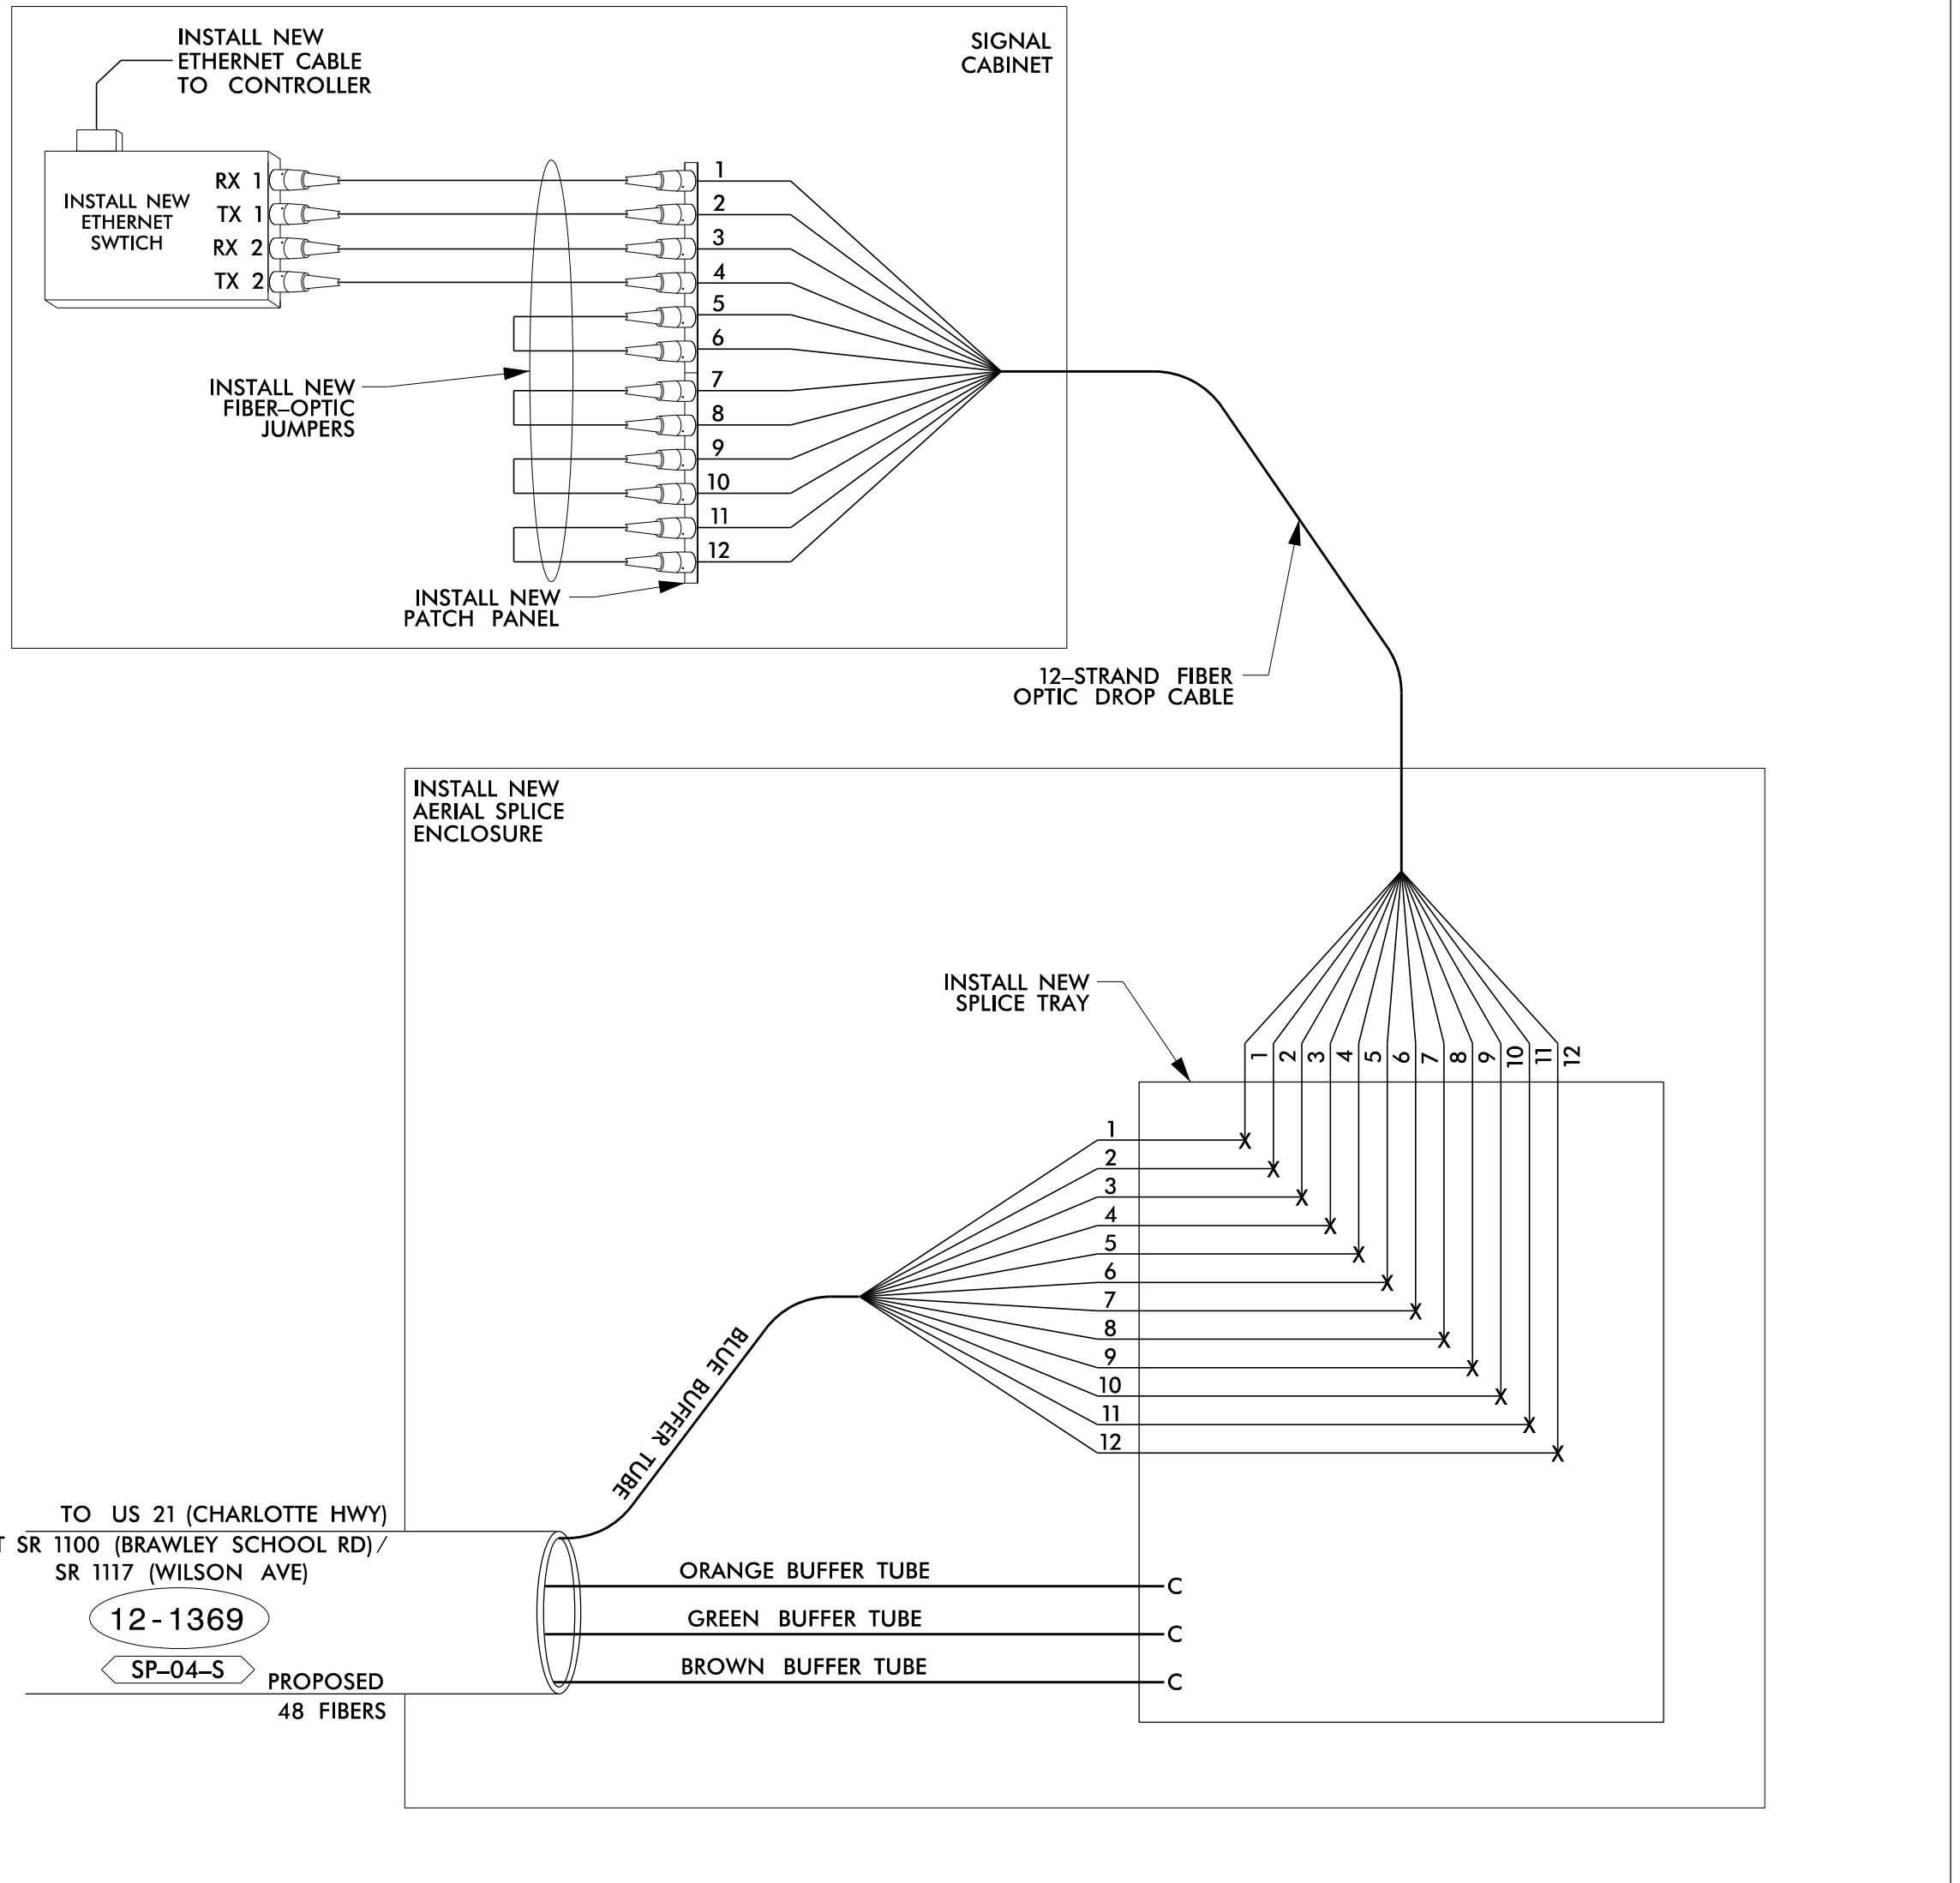 INSTALL NEW
ETHERNET CABLE
TO CONTROLLER
SIGNAL
CABINET
INSTALL NEW
ETHERNET
SWTICH
RX 1
TX 1
RX 2
TX 2
1
2
3
4
5
6
7
8
9
10
11
12
INSTALL NEW
FIBER–OPTIC
JUMPERS
INSTALL NEW
PATCH PANEL
12–STRAND FIBER
OPTIC DROP CABLE
INSTALL NEW
AERIAL SPLICE
ENCLOSURE
INSTALL NEW
SPLICE TRAY
1 2 3 4 5 6 7 8 9 10 11 12
1 X
2 X
3 X
4 X
5 X
6 X
7 X
8 X
9 X
10 X
11 X
12 X
BLUE BUFFER TUBE
TO US 21 (CHARLOTTE HWY)
SR 1100 (BRAWLEY SCHOOL RD)/
SR 1117 (WILSON AVE)
12-1369
SP–04–S
PROPOSED
48 FIBERS
ORANGE BUFFER TUBE C
GREEN BUFFER TUBE C
BROWN BUFFER TUBE C